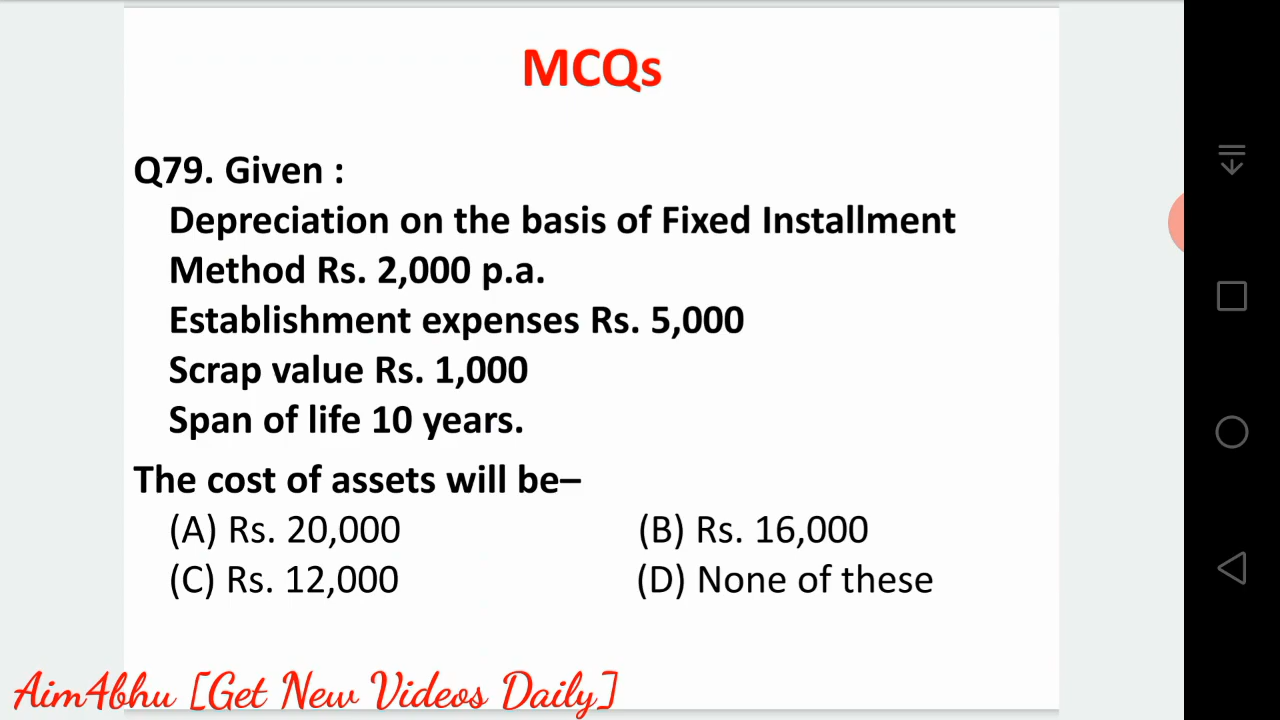 MCQs
Q79. Given :
Depreciation on the basis of Fixed Installment
Method Rs. 2,000 p.a.
Establishment expenses Rs. 5,000
Scrap value Rs. 1,000
Span of life 10 years.
The cost of assets will be–
(A) Rs. 20,000 (B) Rs. 16,000
(C) Rs. 12,000 (D) None of these
Aim4bhu [Get New Videos Daily]